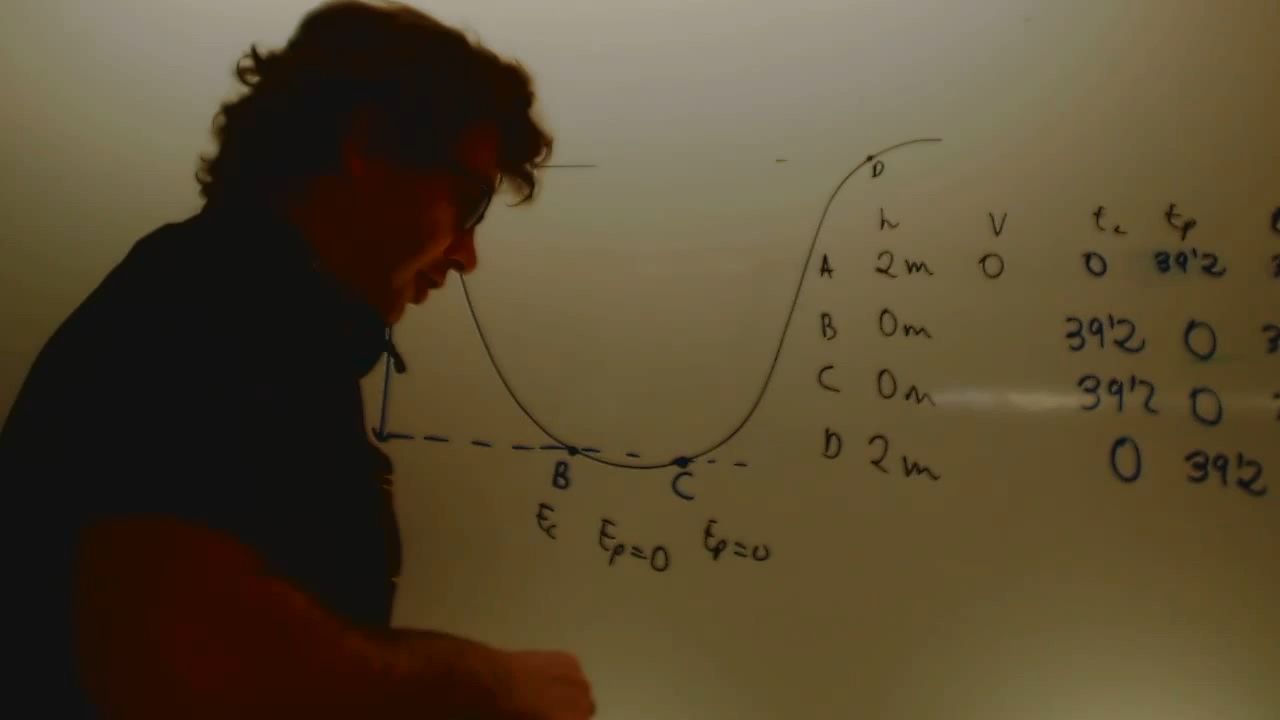 D
h V Ec Ep
A 2m 0 0 39'2
B 0m 39'2 0
C 0m 39'2 0
D 2m 0 39'2
B C
Ec Ep=0 Ep=0